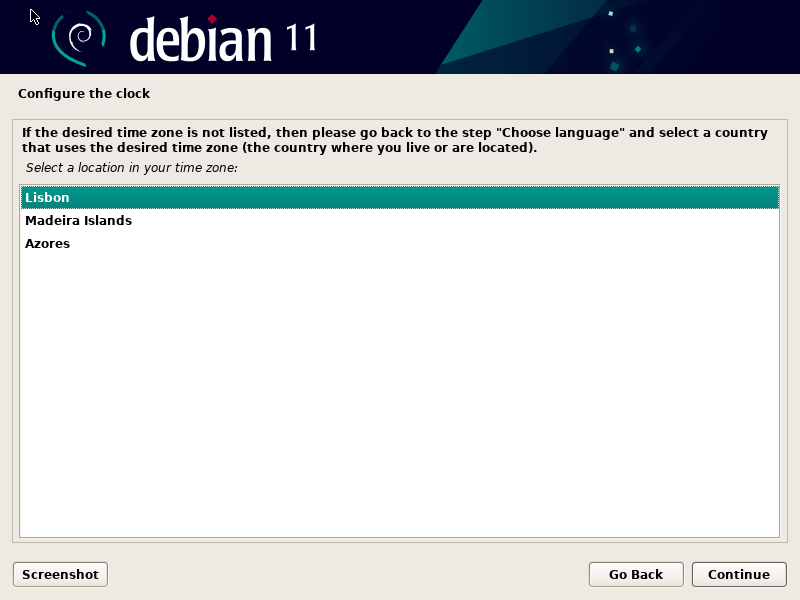 debian 11
Configure the clock
If the desired time zone is not listed, then please go back to the step "Choose language" and select a country
that uses the desired time zone (the country where you live or are located).
Select a location in your time zone:
Lisbon
Madeira Islands
Azores
Screenshot
Go Back
Continue